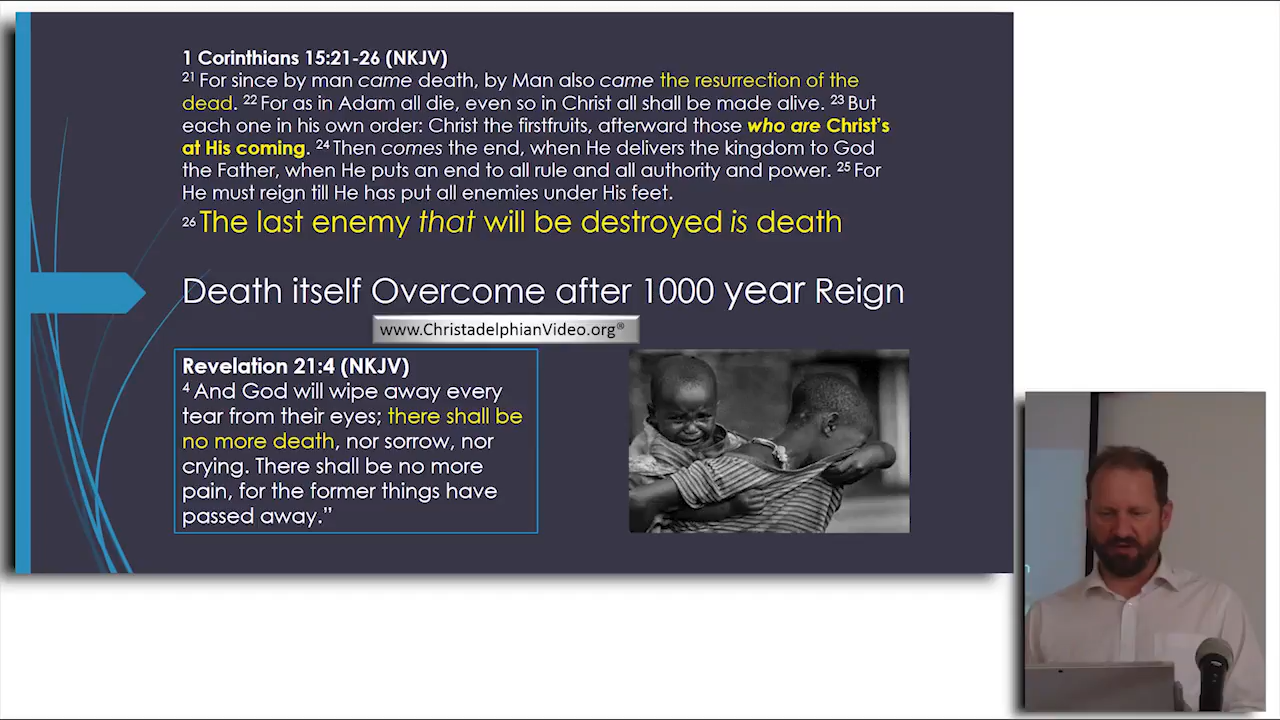 1 Corinthians 15:21-26 (NKJV)
21 For since by man came death, by Man also came the resurrection of the
dead. 22 For as in Adam all die, even so in Christ all shall be made alive. 23 But
each one in his own order: Christ the firstfruits, afterward those who are Christ’s
at His coming. 24 Then comes the end, when He delivers the kingdom to God
the Father, when He puts an end to all rule and all authority and power. 25 For
He must reign till He has put all enemies under His feet.
26 The last enemy that will be destroyed is death
Death itself Overcome after 1000 year Reign
www.ChristadelphianVideo.org®
Revelation 21:4 (NKJV)
4 And God will wipe away every
tear from their eyes; there shall be
no more death, nor sorrow, nor
crying. There shall be no more
pain, for the former things have
passed away.”